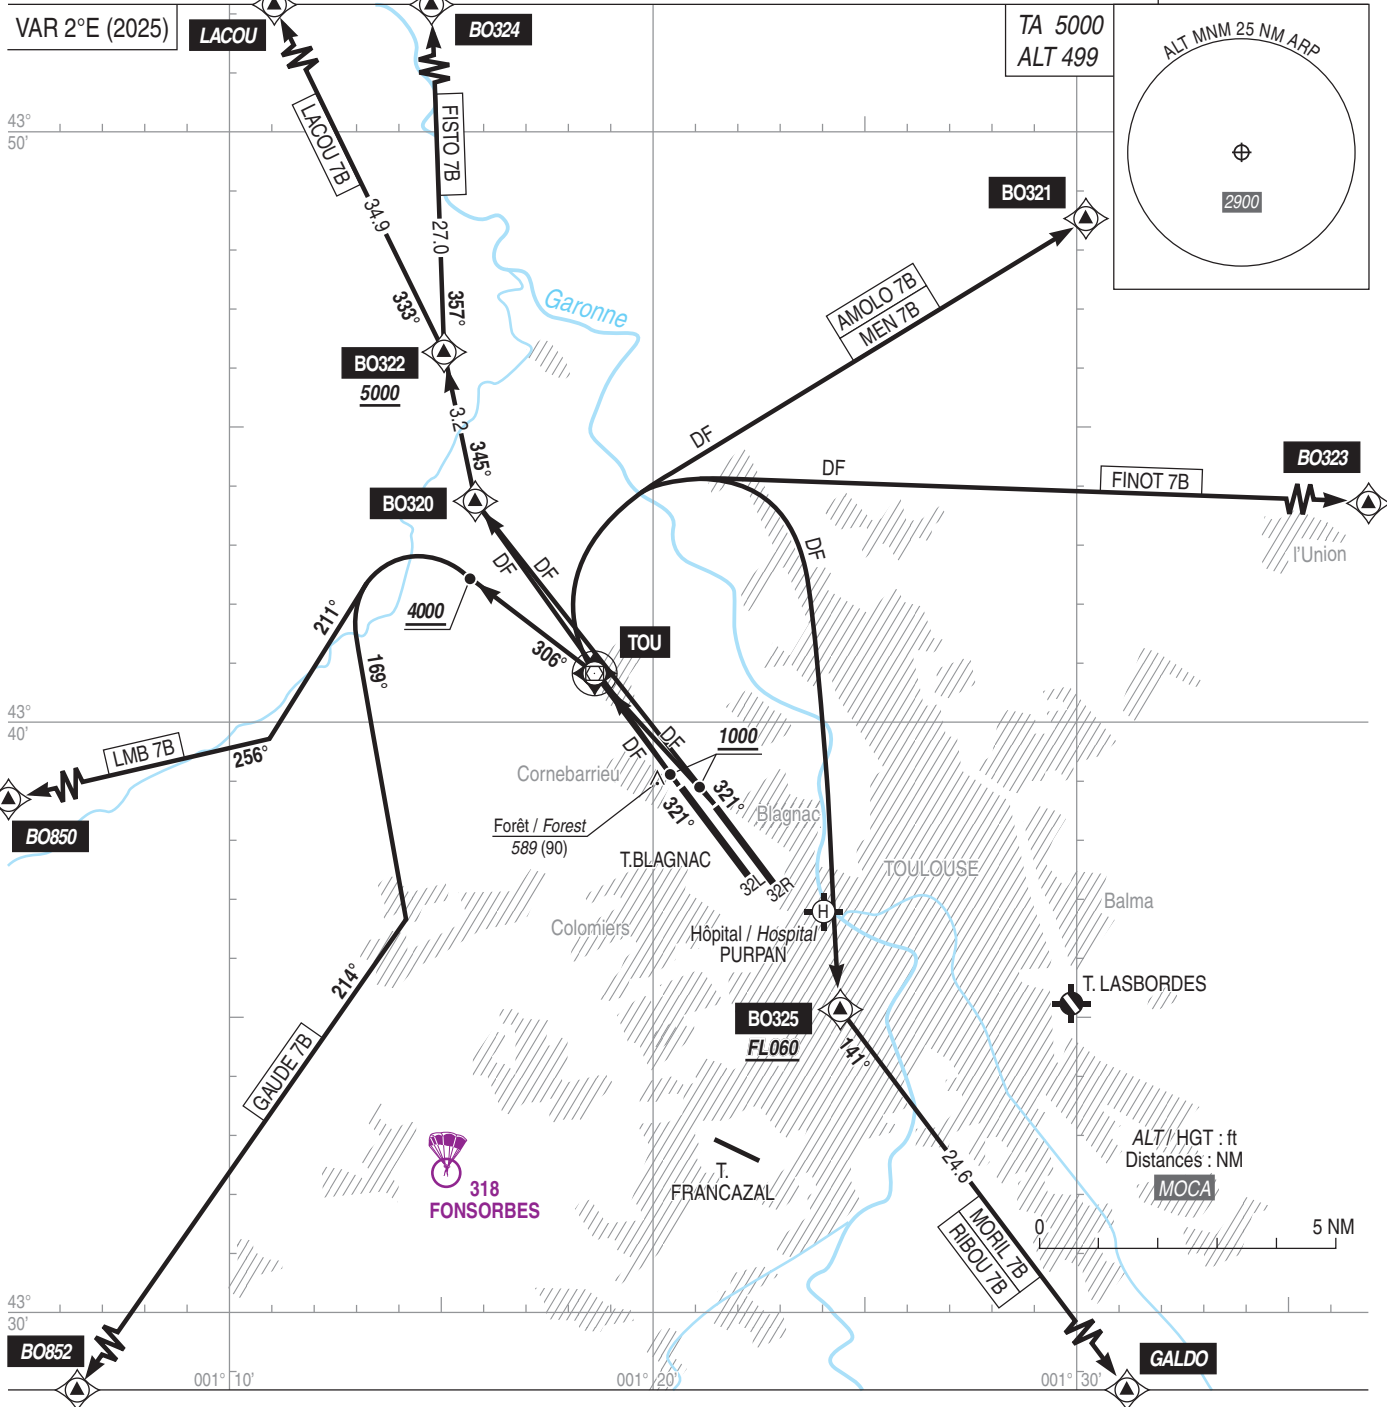 VAR 2°E (2025)
LACOU
BO324
TA 5000
ALT 499
ALT MNM 25 NM ARP
2900
43°
50'
LACOU 7B
FISTO 7B
34.9
27.0
333°
357°
BO321
Garonne
AMOLO 7B
MEN 7B
BO322
5000
3.2
345°
DF
DF
BO323
FINOT 7B
BO320
l'Union
DF
DF
DF
4000
211°
306°
TOU
169°
43°
40'
LMB 7B
256°
DF
DF
1000
Cornebarrieu
321°
321°
Blagnac
BO850
Forêt / Forest
589 (90)
T.BLAGNAC
32L
32R
TOULOUSE
Balma
Colomiers
H
Hôpital / Hospital
PURPAN
214°
T. LASBORDES
BO325
FL060
141°
GAUDE 7B
318
FONSORBES
T.
FRANCAZAL
24.6
MORIL 7B
RIBOU 7B
ALT / HGT : ft
Distances : NM
MOCA
0
5 NM
43°
30'
BO852
GALDO
001° 10'
001° 20'
001° 30'